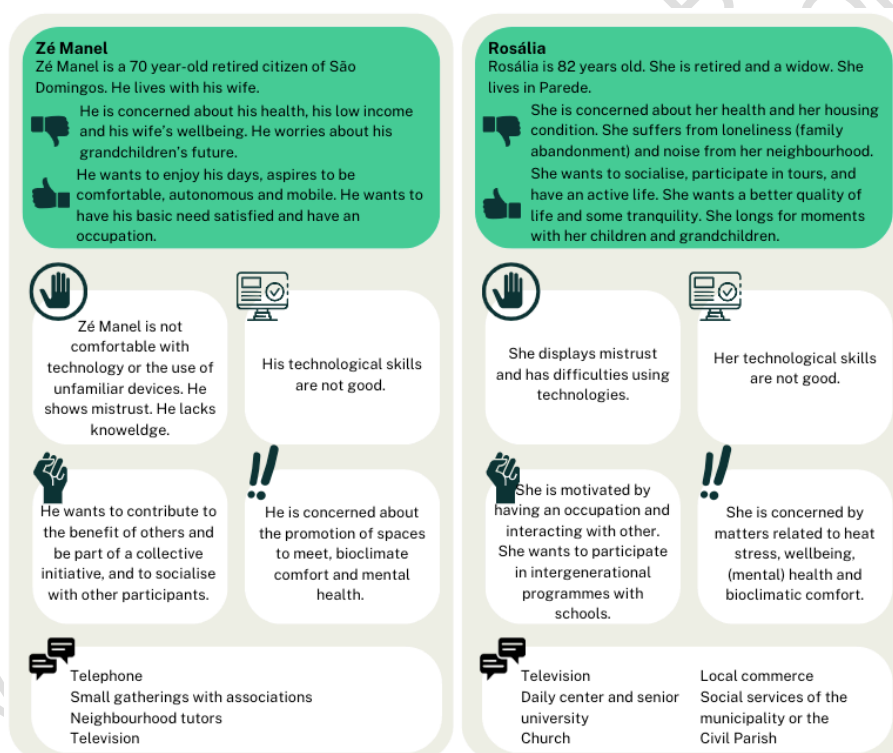 Zé Manel
Zé Manel is a 70 year-old retired citizen of São
Domingos. He lives with his wife.
He is concerned about his health, his low income
and his wife's wellbeing. He worries about his
grandchildren's future.
He wants to enjoy his days, aspires to be
comfortable, autonomous and mobile. He wants to
have his basic need satisfied and have an
occupation.
Zé Manel is not
comfortable with
technology or the use of
unfamiliar devices. He
shows mistrust. He lacks
knoweldge.
His technological skills
are not good.
He wants to contribute to
the benefit of others and
be part of a collective
initiative, and to socialise
with other participants.
He is concerned about
the promotion of spaces
to meet, bioclimate
comfort and mental
health.
Telephone
Small gatherings with associations
Neighbourhood tutors
Television
Rosália
Rosália is 82 years old. She is retired and a widow. She
lives in Parede.
She is concerned about her health and her housing
condition. She suffers from loneliness (family
abandonment) and noise from her neighbourhood.
She wants to socialise, participate in tours, and
have an active life. She wants a better quality of
life and some tranquility. She longs for moments
with her children and grandchildren.
She displays mistrust
and has difficulties using
technologies.
Her technological skills
are not good.
She is motivated by
having an occupation and
interacting with other.
She wants to participate
in intergenerational
programmes with
schools.
She is concerned by
matters related to heat
stress, wellbeing,
(mental) health and
bioclimatic comfort.
Television
Daily center and senior
university
Church
Local commerce
Social services of the
municipality or the
Civil Parish